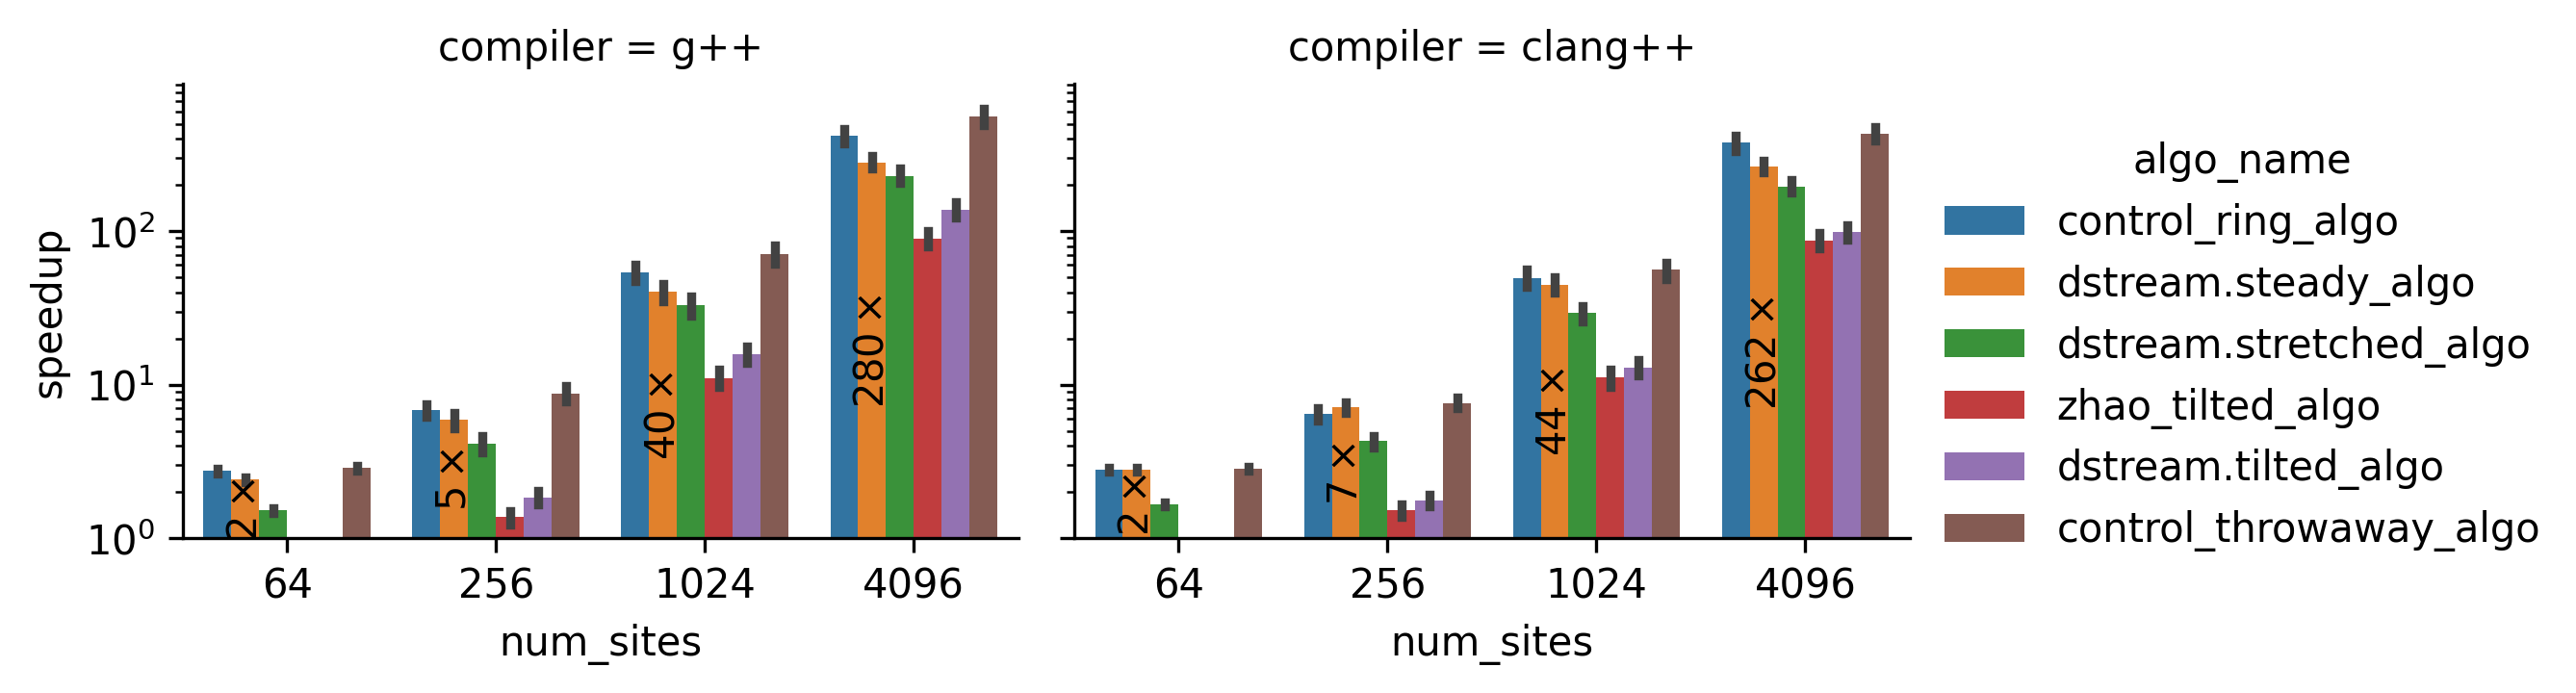 compiler = g++
compiler = clang++
speedup
10²
10¹
10⁰
2 ×
5 ×
40 ×
280 ×
2 ×
7 ×
44 ×
262 ×
64
256
1024
4096
64
256
1024
4096
num_sites
num_sites
algo_name
control_ring_algo
dstream.steady_algo
dstream.stretched_algo
zhao_tilted_algo
dstream.tilted_algo
control_throwaway_algo